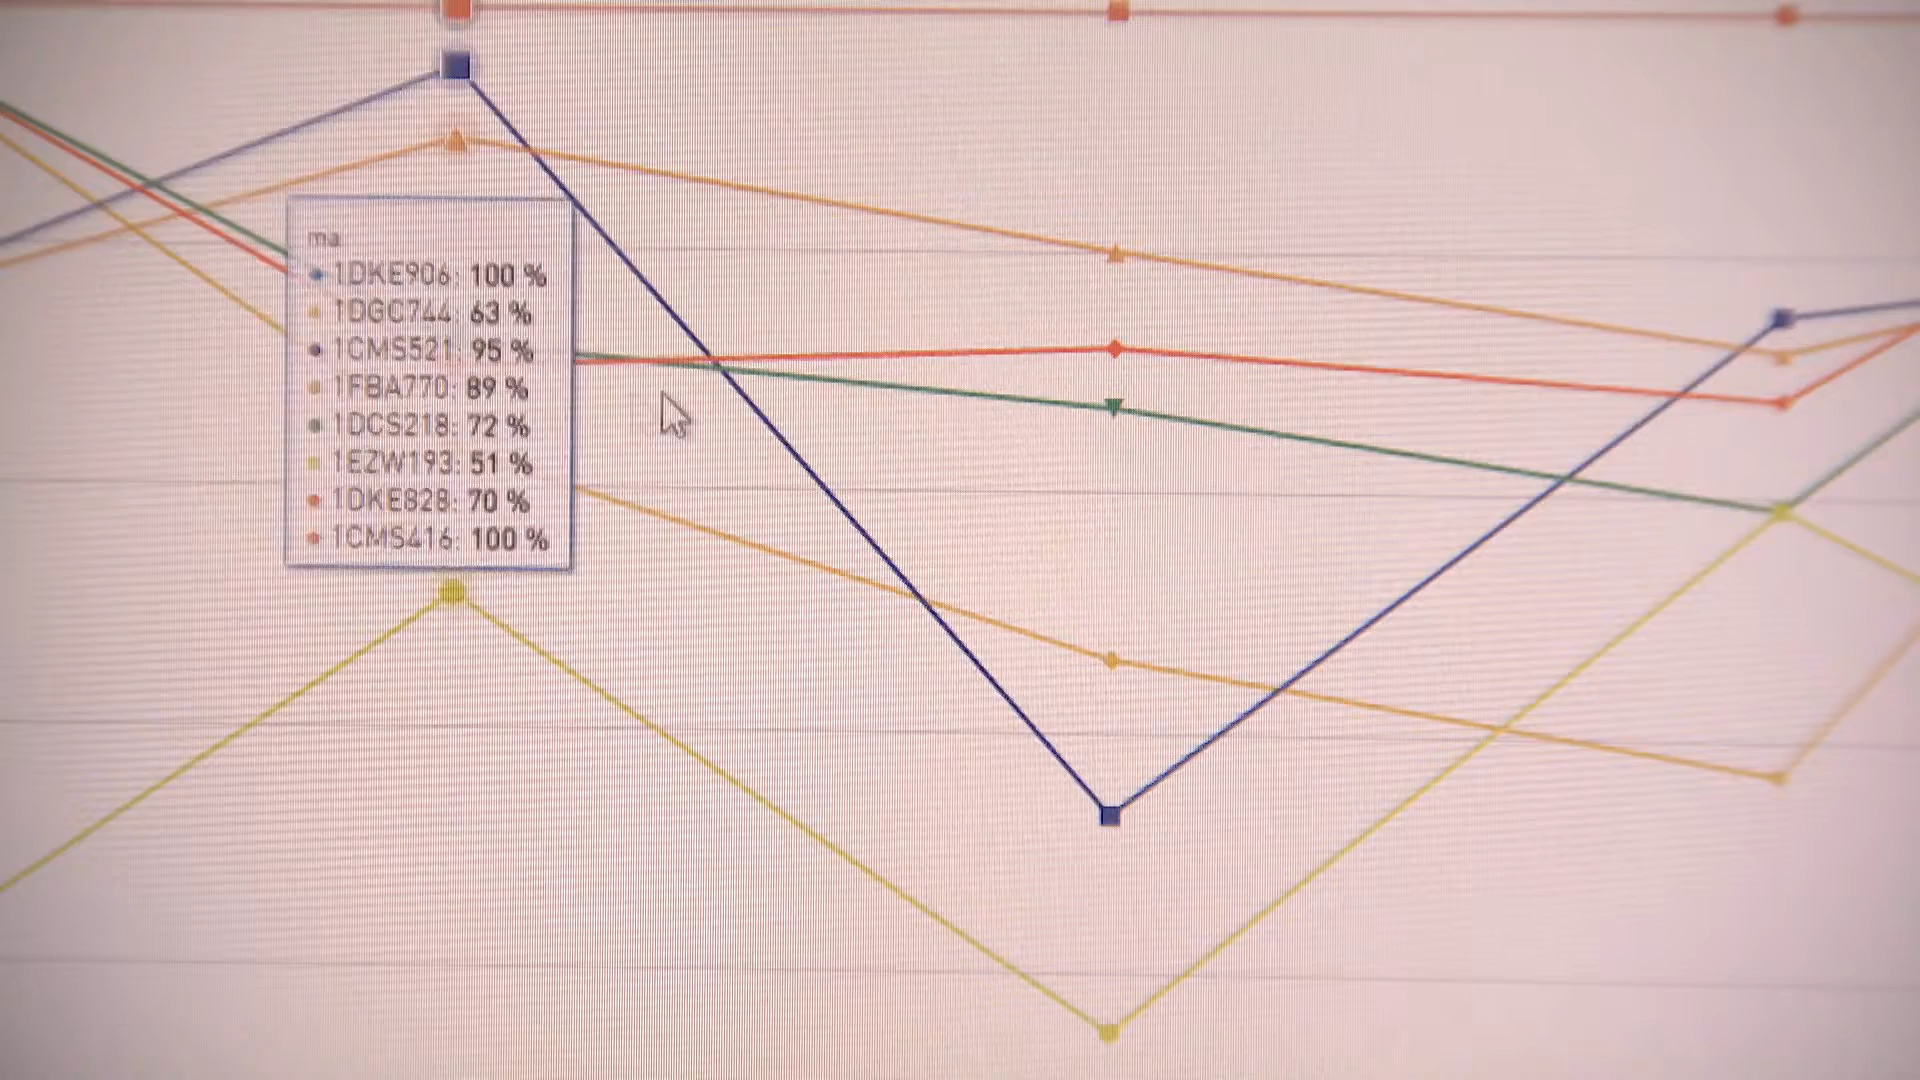 ma
1DKE906: 100 %
1DGC744: 63 %
1CMS521: 95 %
1FBA770: 89 %
1DCS218: 72 %
1EZW193: 51 %
1DKE828: 70 %
1CMS416: 100 %